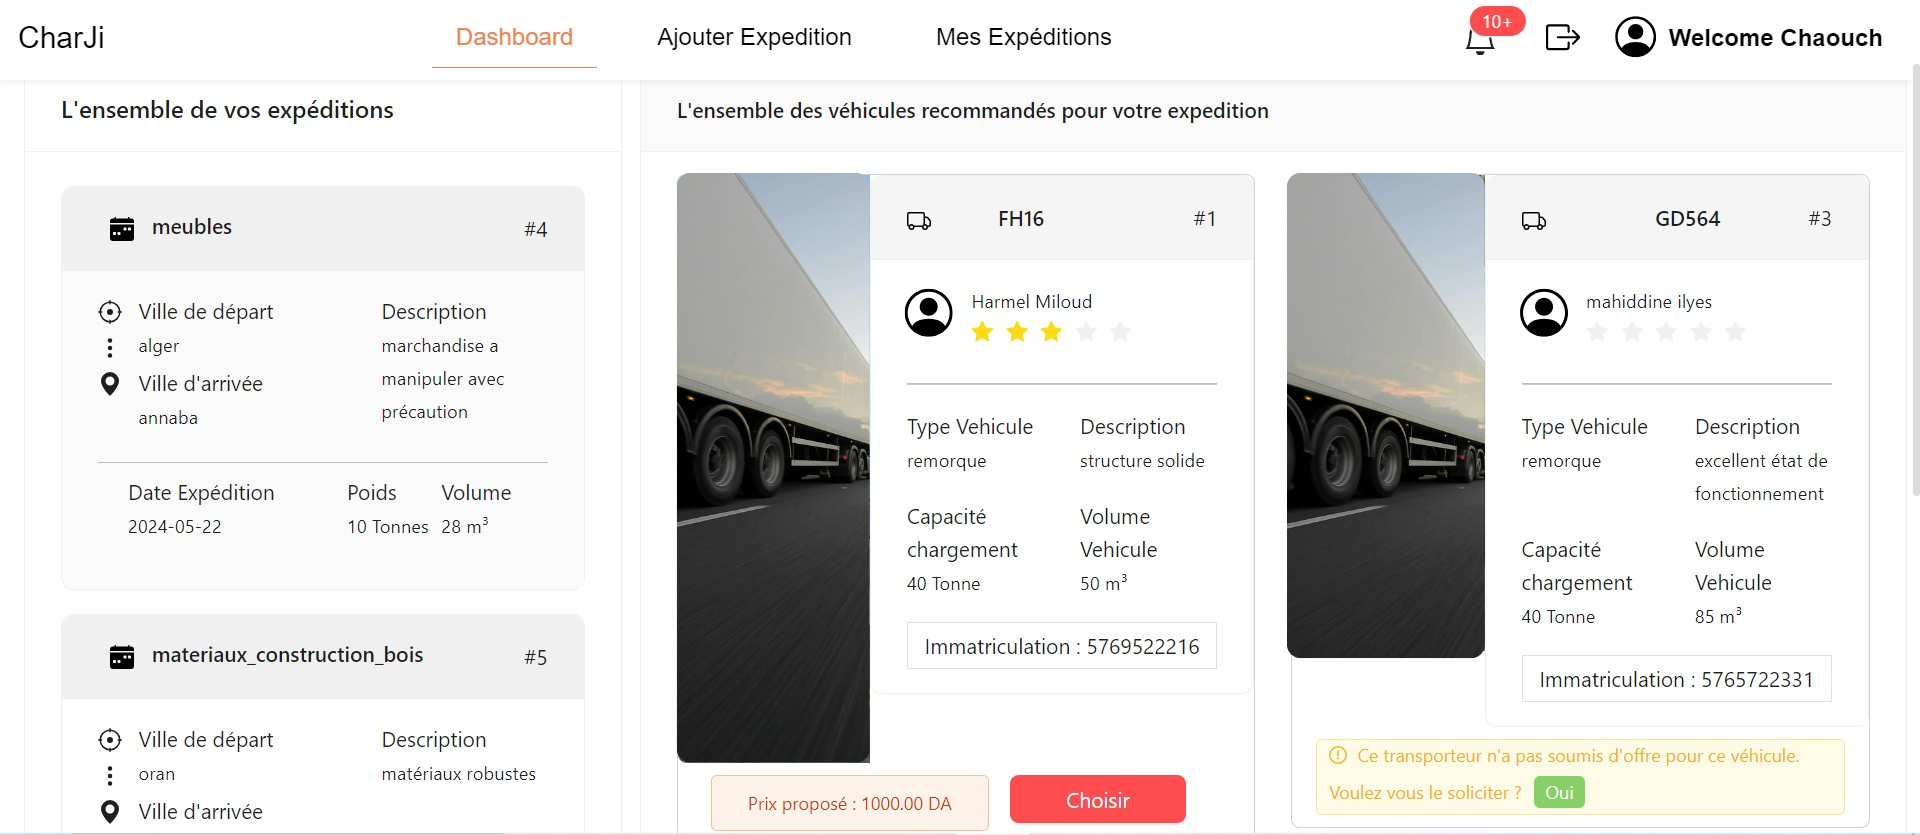 CharJi
Dashboard
Ajouter Expedition
Mes Expéditions
10+
Welcome Chaouch
L'ensemble de vos expéditions
meubles
#4
Ville de départ
alger
Ville d'arrivée
annaba
Description
marchandise a
manipuler avec
précaution
Date Expédition
2024-05-22
Poids
10 Tonnes
Volume
28 m³
materiaux_construction_bois
#5
Ville de départ
oran
Ville d'arrivée
Description
matériaux robustes
L'ensemble des véhicules recommandés pour votre expedition
FH16
#1
Harmel Miloud
Type Vehicule
remorque
Description
structure solide
Capacité
chargement
40 Tonne
Volume
Vehicule
50 m³
Immatriculation : 5769522216
Prix proposé : 1000.00 DA
Choisir
GD564
#3
mahiddine ilyes
Type Vehicule
remorque
Description
excellent état de
fonctionnement
Capacité
chargement
40 Tonne
Volume
Vehicule
85 m³
Immatriculation : 5765722331
Ce transporteur n'a pas soumis d'offre pour ce véhicule.
Voulez vous le soliciter ?
Oui